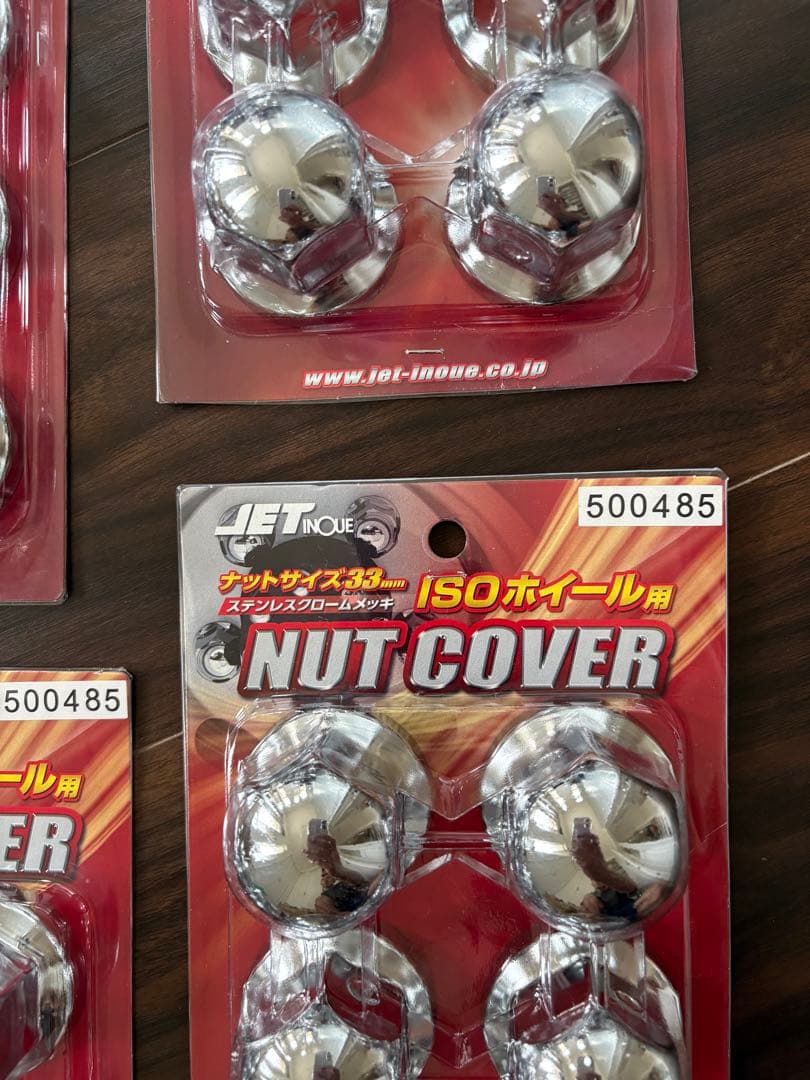 www.jet-inoue.co.jp
JET INOUE
500485
ナットサイズ33mm
ステンレスクロームメッキ
ISOホイール用
NUT COVER
500485
ール用
ER